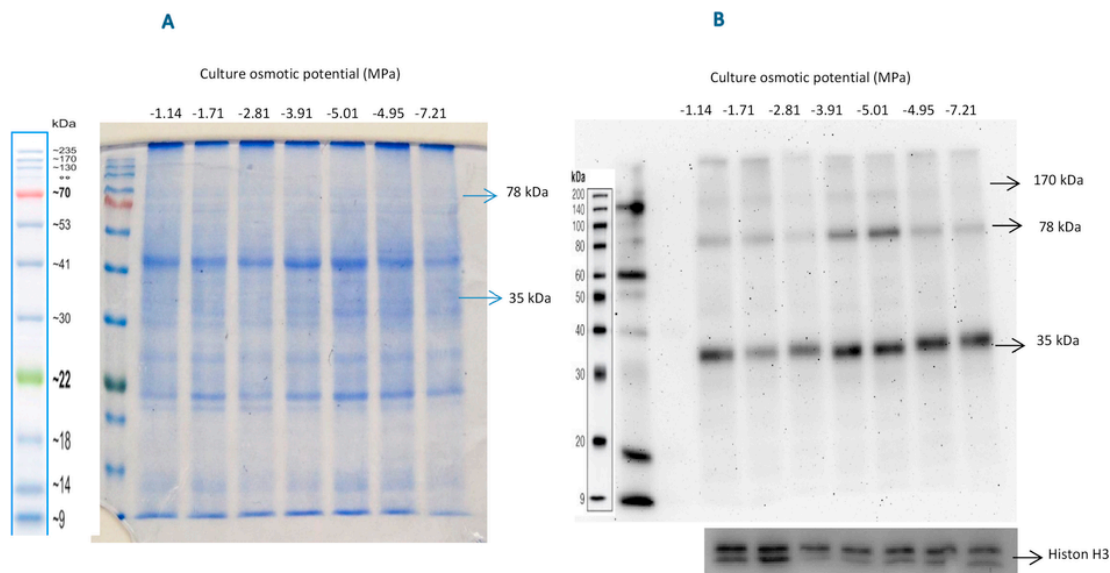 A
Culture osmotic potential (MPa)
-1.14 -1.71 -2.81 -3.91 -5.01 -4.95 -7.21
kDa
~235
~170
~130
~70
~53
~41
~30
~22
~18
~14
~9
78 kDa
35 kDa
B
Culture osmotic potential (MPa)
-1.14 -1.71 -2.81 -3.91 -5.01 -4.95 -7.21
kDa
200
140
100
80
60
50
40
30
20
9
170 kDa
78 kDa
35 kDa
Histon H3